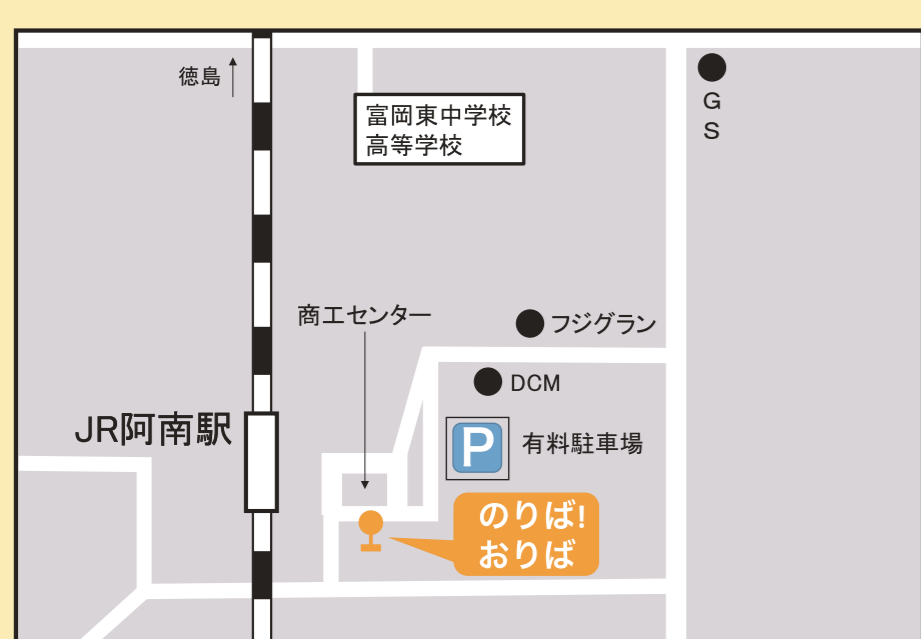 徳島
G
S
富岡東中学校
高等学校
商工センター
フジグラン
DCM
JR阿南駅
P
有料駐車場
のりば!
おりば